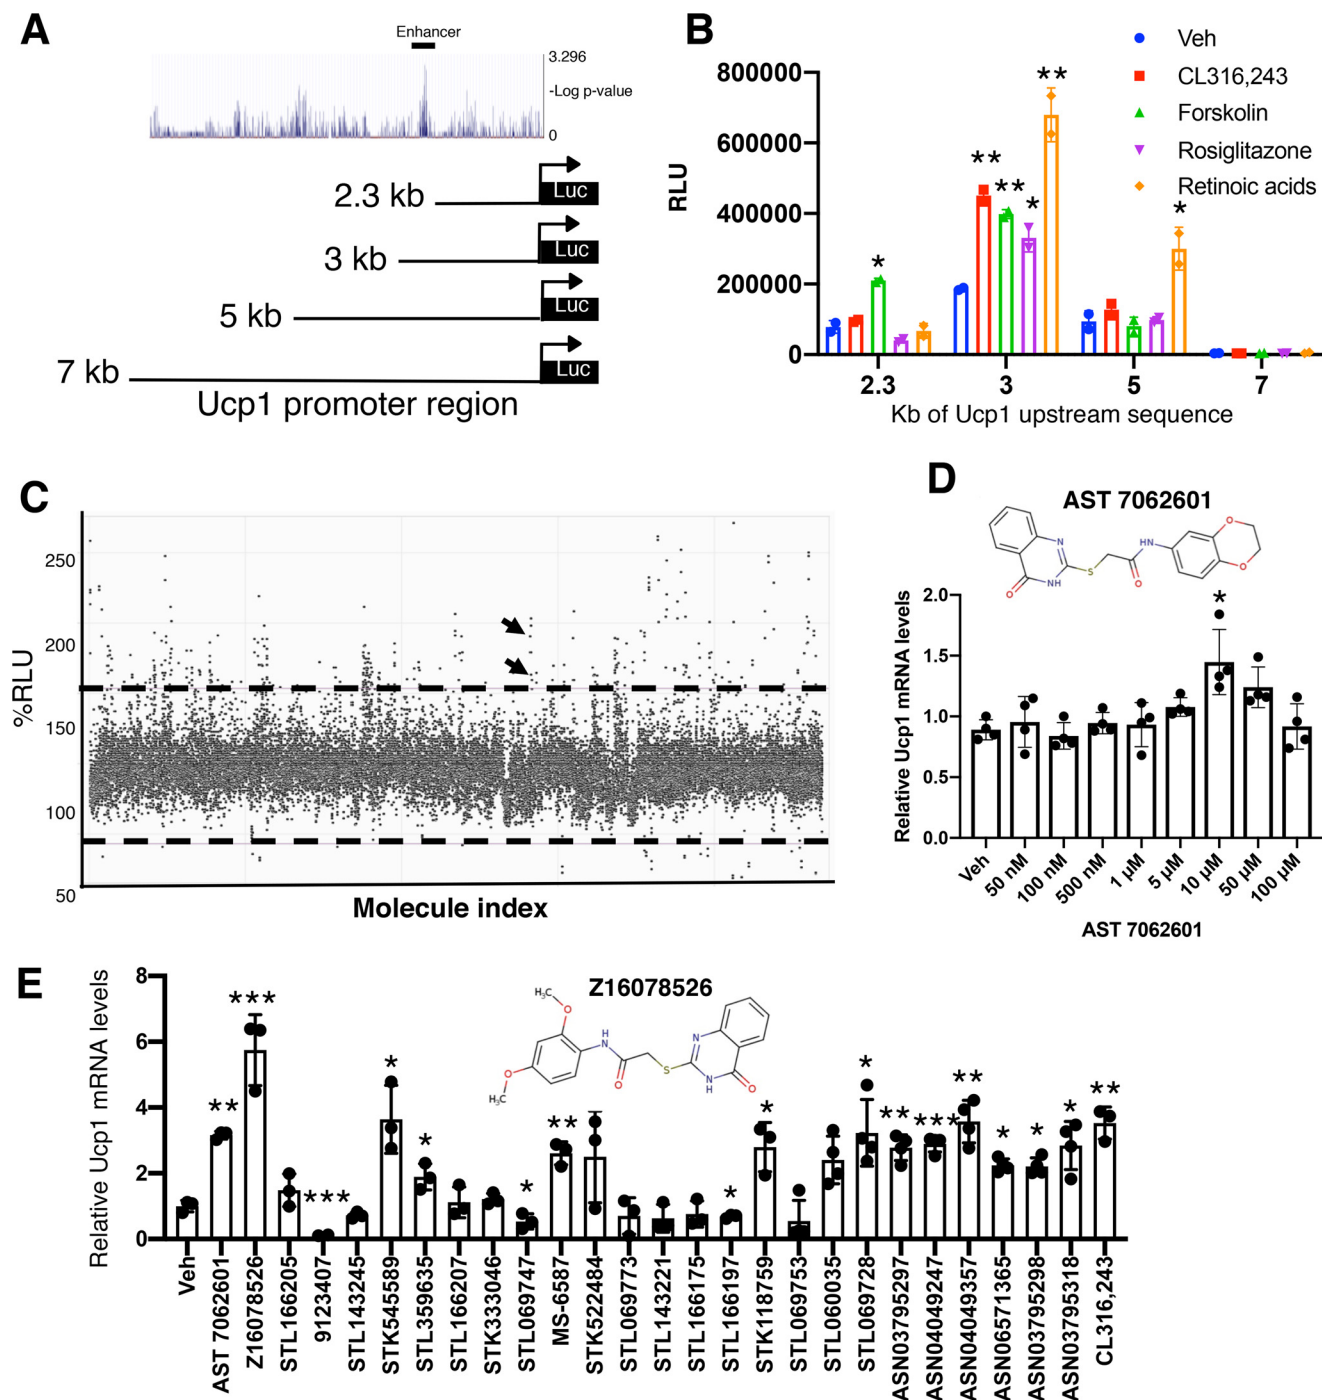 A
Enhancer
3.296
-Log p-value
0
2.3 kb
Luc
3 kb
Luc
5 kb
Luc
7 kb
Luc
Ucp1 promoter region
B
Veh
CL316,243
Forskolin
Rosiglitazone
Retinoic acids
RLU
800000
600000
400000
200000
0
*
**
**
*
**
*
2.3
3
5
7
Kb of Ucp1 upstream sequence
C
%RLU
250
200
150
100
50
Molecule index
D
AST 7062601
O
NH
N
S
O
HN
O
O
Relative Ucp1 mRNA levels
2.0
1.5
1.0
0.5
0.0
*
Veh
50 nM
100 nM
500 nM
1 µM
5 µM
10 µM
50 µM
100 µM
AST 7062601
E
Z16078526
H₃C
O
O
H₃C
H
N
O
S
N
N
H
O
Relative Ucp1 mRNA levels
8
6
4
2
0
**
***
***
*
*
*
**
*
*
*
**
***
**
*
*
*
**
Veh
AST 7062601
Z16078526
STL166205
9123407
STL143245
STK545589
STL359635
STL166207
STK333046
STL069747
MS-6587
STK522484
STL069773
STL143221
STL166175
STL166197
STK118759
STL069753
STL060035
STL069728
ASN03795297
ASN04049247
ASN04049357
ASN06571365
ASN03795298
ASN03795318
CL316,243